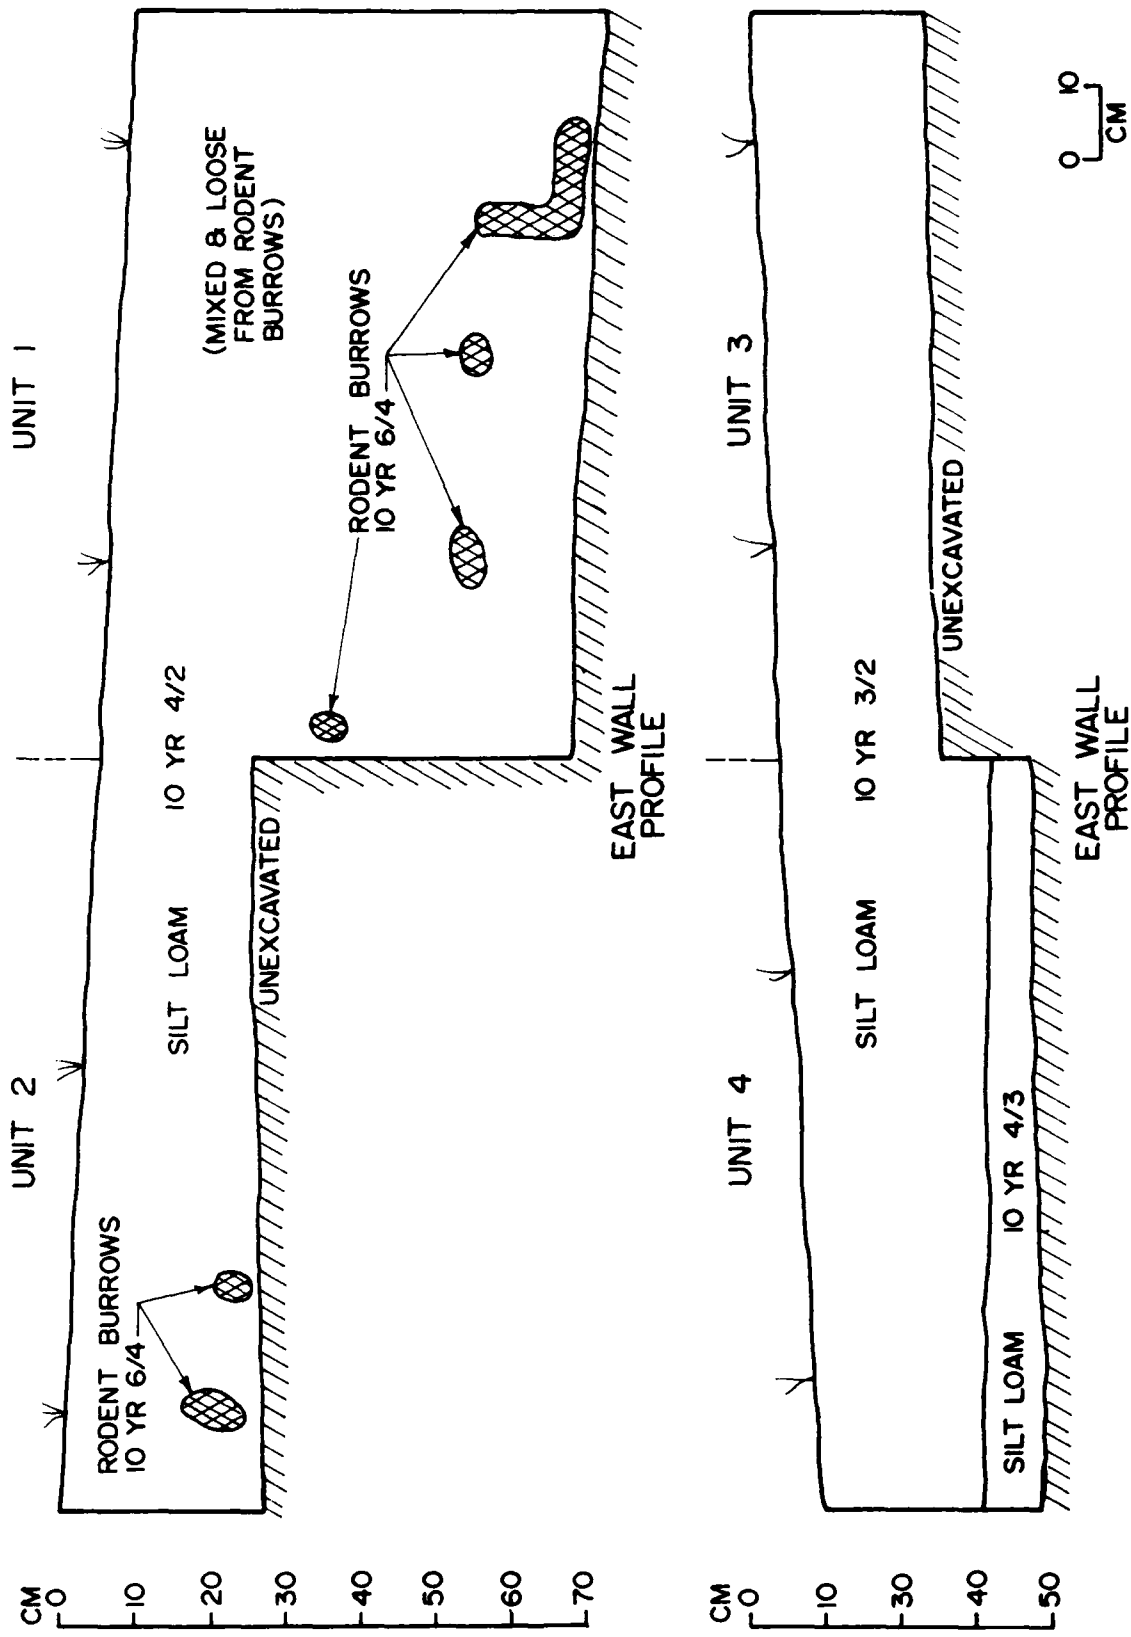 UNIT 2
UNIT 1
CM
0
10
20
30
40
50
60
70
RODENT BURROWS
10 YR 6/4
SILT LOAM
10 YR 4/2
(MIXED & LOOSE
FROM RODENT
BURROWS)
RODENT BURROWS
10 YR 6/4
UNEXCAVATED
EAST WALL
PROFILE
UNIT 4
UNIT 3
CM
0
10
30
40
50
SILT LOAM
10 YR 3/2
UNEXCAVATED
SILT LOAM
10 YR 4/3
EAST WALL
PROFILE
0
10
CM